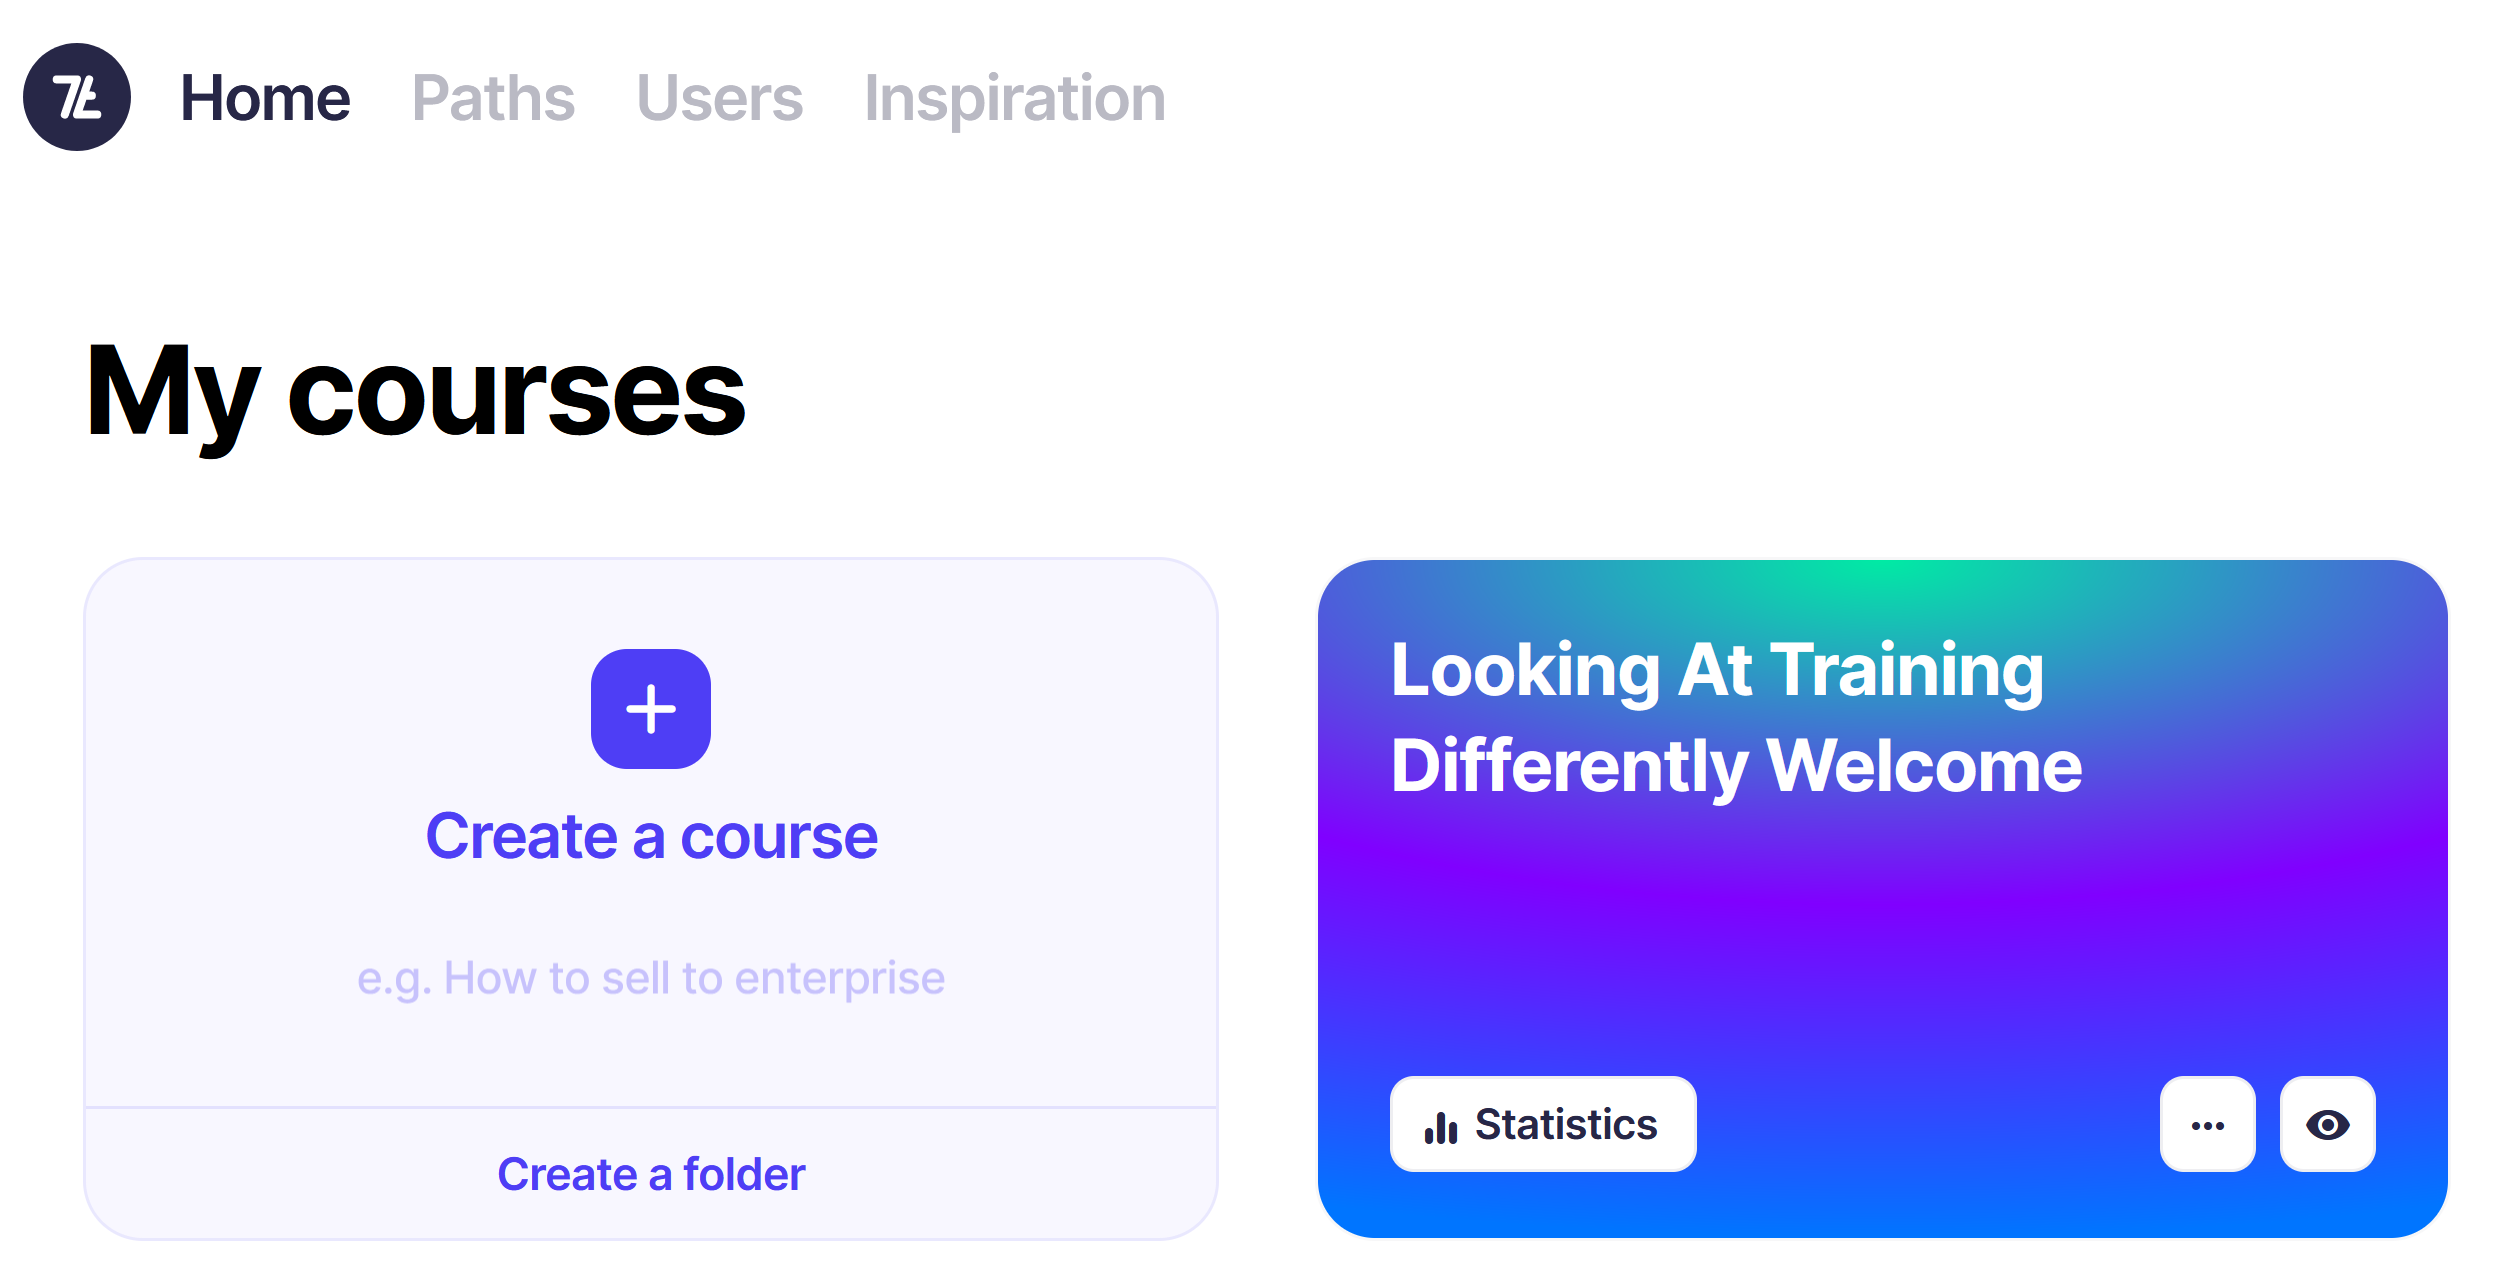 Home Paths Users Inspiration
My courses
Create a course
e.g. How to sell to enterprise
Create a folder
Looking At Training
Differently Welcome
Statistics